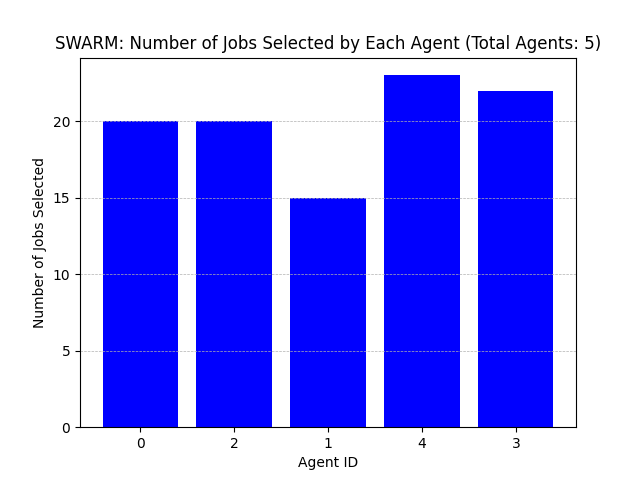 SWARM: Number of Jobs Selected by Each Agent (Total Agents: 5)
Number of Jobs Selected
20
15
10
5
0
0 2 1 4 3
Agent ID